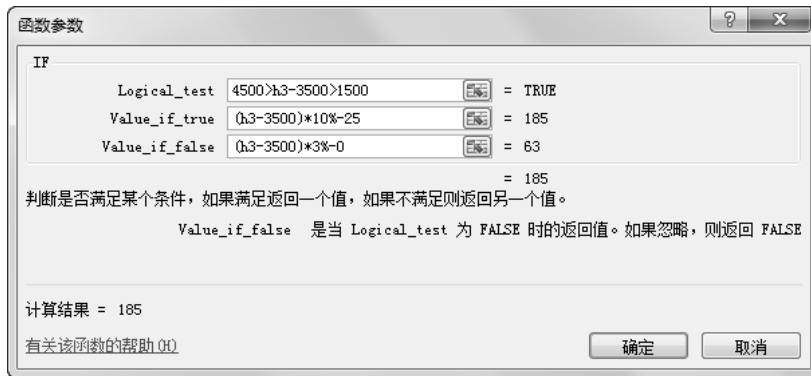 函数参数
IF
Logical_test 4500>h3-3500>1500 = TRUE
Value_if_true (h3-3500)*10%-25 = 185
Value_if_false (h3-3500)*3%-0 = 63
= 185
判断是否满足某个条件，如果满足返回一个值，如果不满足则返回另一个值。
Value_if_false 是当 Logical_test 为 FALSE 时的返回值。如果忽略，则返回 FALSE
计算结果 = 185
有关该函数的帮助(H) 确定 取消